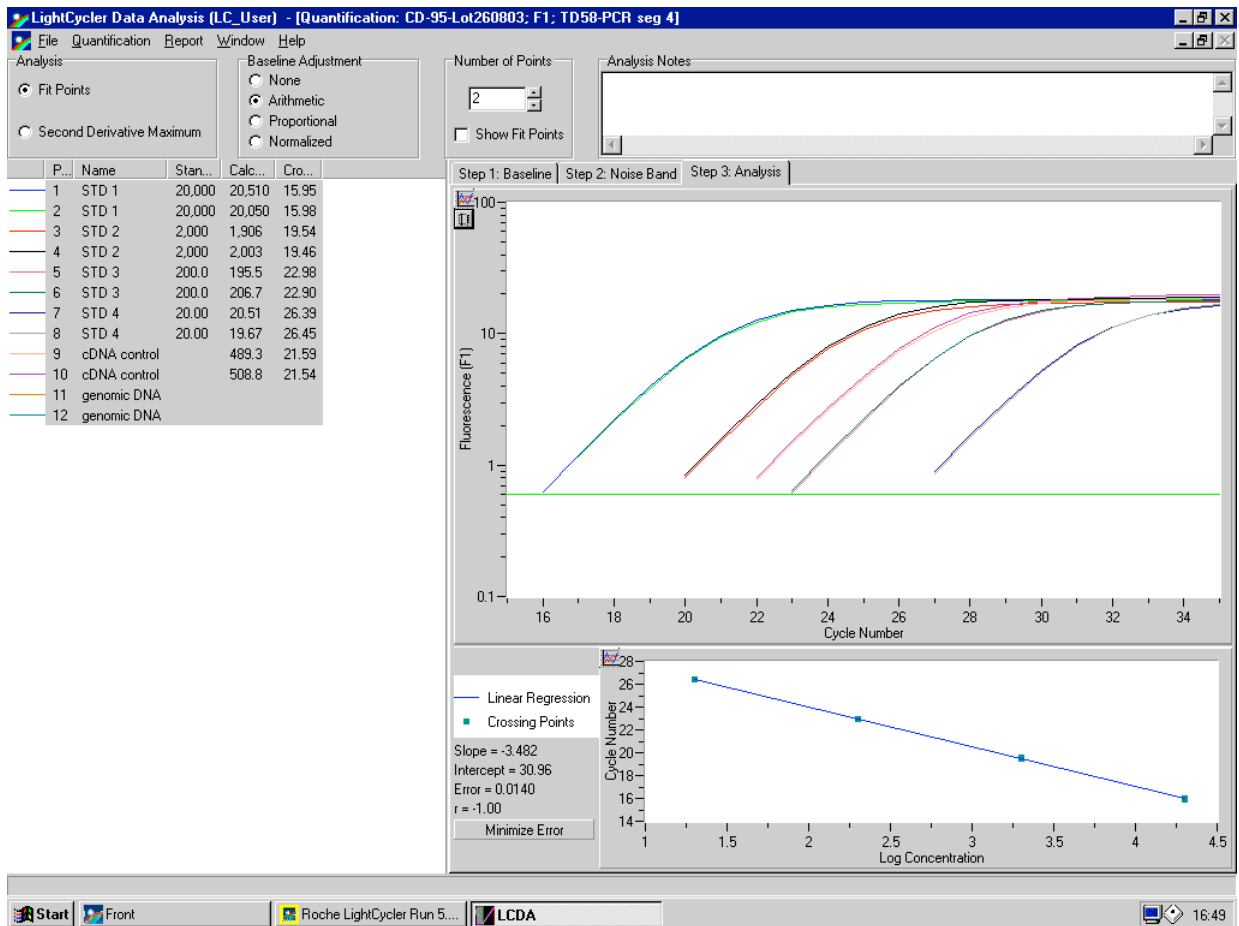 LightCycler Data Analysis (LC_User) - [Quantification: CD-95-Lot260803; F1; TD58-PCR seg 4]
File Quantification Report Window Help
Analysis
Fit Points
Second Derivative Maximum
Baseline Adjustment
None
Arithmetic
Proportional
Normalized
Number of Points
2
Show Fit Points
Analysis Notes
P... Name Stan... Calc... Cro...
1 STD 1 20,000 20,510 15.95
2 STD 1 20,000 20,050 15.98
3 STD 2 2,000 1,906 19.54
4 STD 2 2,000 2,003 19.46
5 STD 3 200.0 195.5 22.98
6 STD 3 200.0 206.7 22.90
7 STD 4 20.00 20.51 26.39
8 STD 4 20.00 19.67 26.45
9 cDNA control 489.3 21.59
10 cDNA control 508.8 21.54
11 genomic DNA
12 genomic DNA
Step 1: Baseline Step 2: Noise Band Step 3: Analysis
100
10
1
0.1
Fluorescence (F1)
16 18 20 22 24 26 28 30 32 34
Cycle Number
Linear Regression
Crossing Points
Slope = -3.482
Intercept = 30.96
Error = 0.0140
r = -1.00
Minimize Error
28
26
24
22
20
18
16
14
Cycle Number
1 1.5 2 2.5 3 3.5 4 4.5
Log Concentration
Start Front Roche LightCycler Run 5.... LCDA 16:49